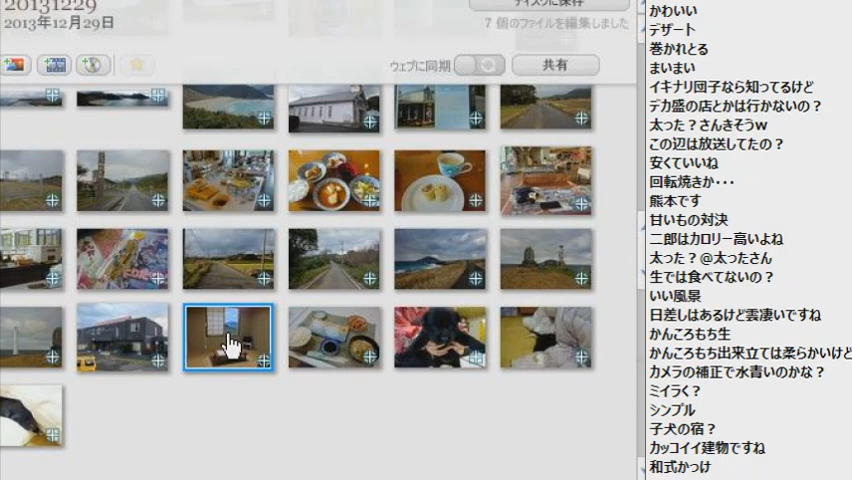 20131229
2013年12月29日
ディスクに保存
7 個のファイルを編集しました
ウェブに同期
共有
かわいい
デザート
巻かれとる
まいまい
イキナリ団子なら知ってるけど
デカ盛の店とかは行かないの？
太った？さんきそうw
この辺は放送してたの？
安くていいね
回転焼きか・・・
熊本です
甘いもの対決
二郎はカロリー高いよね
太った？@太ったさん
生では食べてないの？
いい風景
日差しはあるけど雲凄いですね
かんころもち生
かんころもち出来立ては柔らかいけど
カメラの補正で水青いのかな？
ミイラく？
シンプル
子犬の宿？
カッコイイ建物ですね
和式かっけ